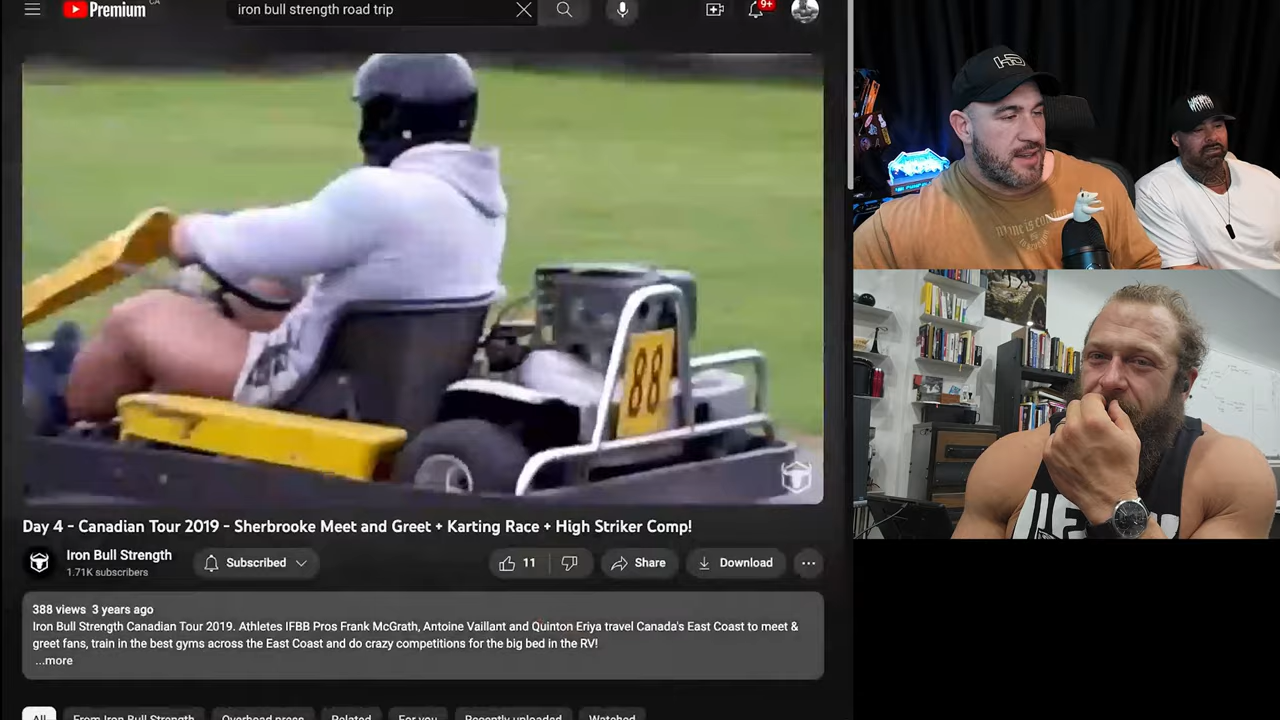 Premium
CA
iron bull strength road trip
9+
88
Day 4 - Canadian Tour 2019 - Sherbrooke Meet and Greet + Karting Race + High Striker Comp!
Iron Bull Strength
1.71K subscribers
Subscribed
11
Share
Download
388 views 3 years ago
Iron Bull Strength Canadian Tour 2019. Athletes IFBB Pros Frank McGrath, Antoine Vaillant and Quinton Eriya travel Canada's East Coast to meet &
greet fans, train in the best gyms across the East Coast and do crazy competitions for the big bed in the RV!
...more
All
From Iron Bull Strength
Overhead press
Related
For you
Recently uploaded
Watched
HD